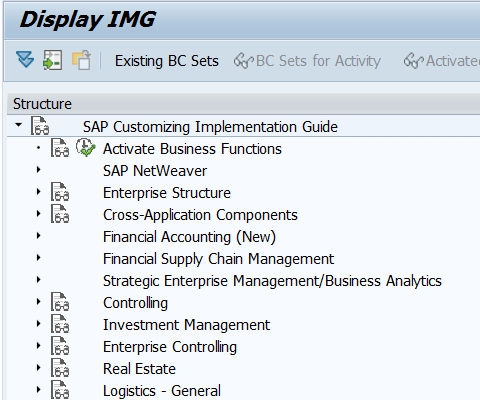 Display IMG
Existing BC Sets BC Sets for Activity Activate
Structure
SAP Customizing Implementation Guide
Activate Business Functions
SAP NetWeaver
Enterprise Structure
Cross-Application Components
Financial Accounting (New)
Financial Supply Chain Management
Strategic Enterprise Management/Business Analytics
Controlling
Investment Management
Enterprise Controlling
Real Estate
Logistics - General